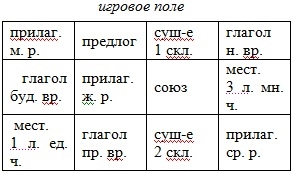 игровое поле
прилаг. м. р. предлог сущ-е 1 скл. глагол н. вр.
глагол буд. вр. прилаг. ж. р. союз мест. 3 л. мн. ч.
мест. 1 л. ед. ч. глагол пр. вр. сущ-е 2 скл. прилаг. ср. р.